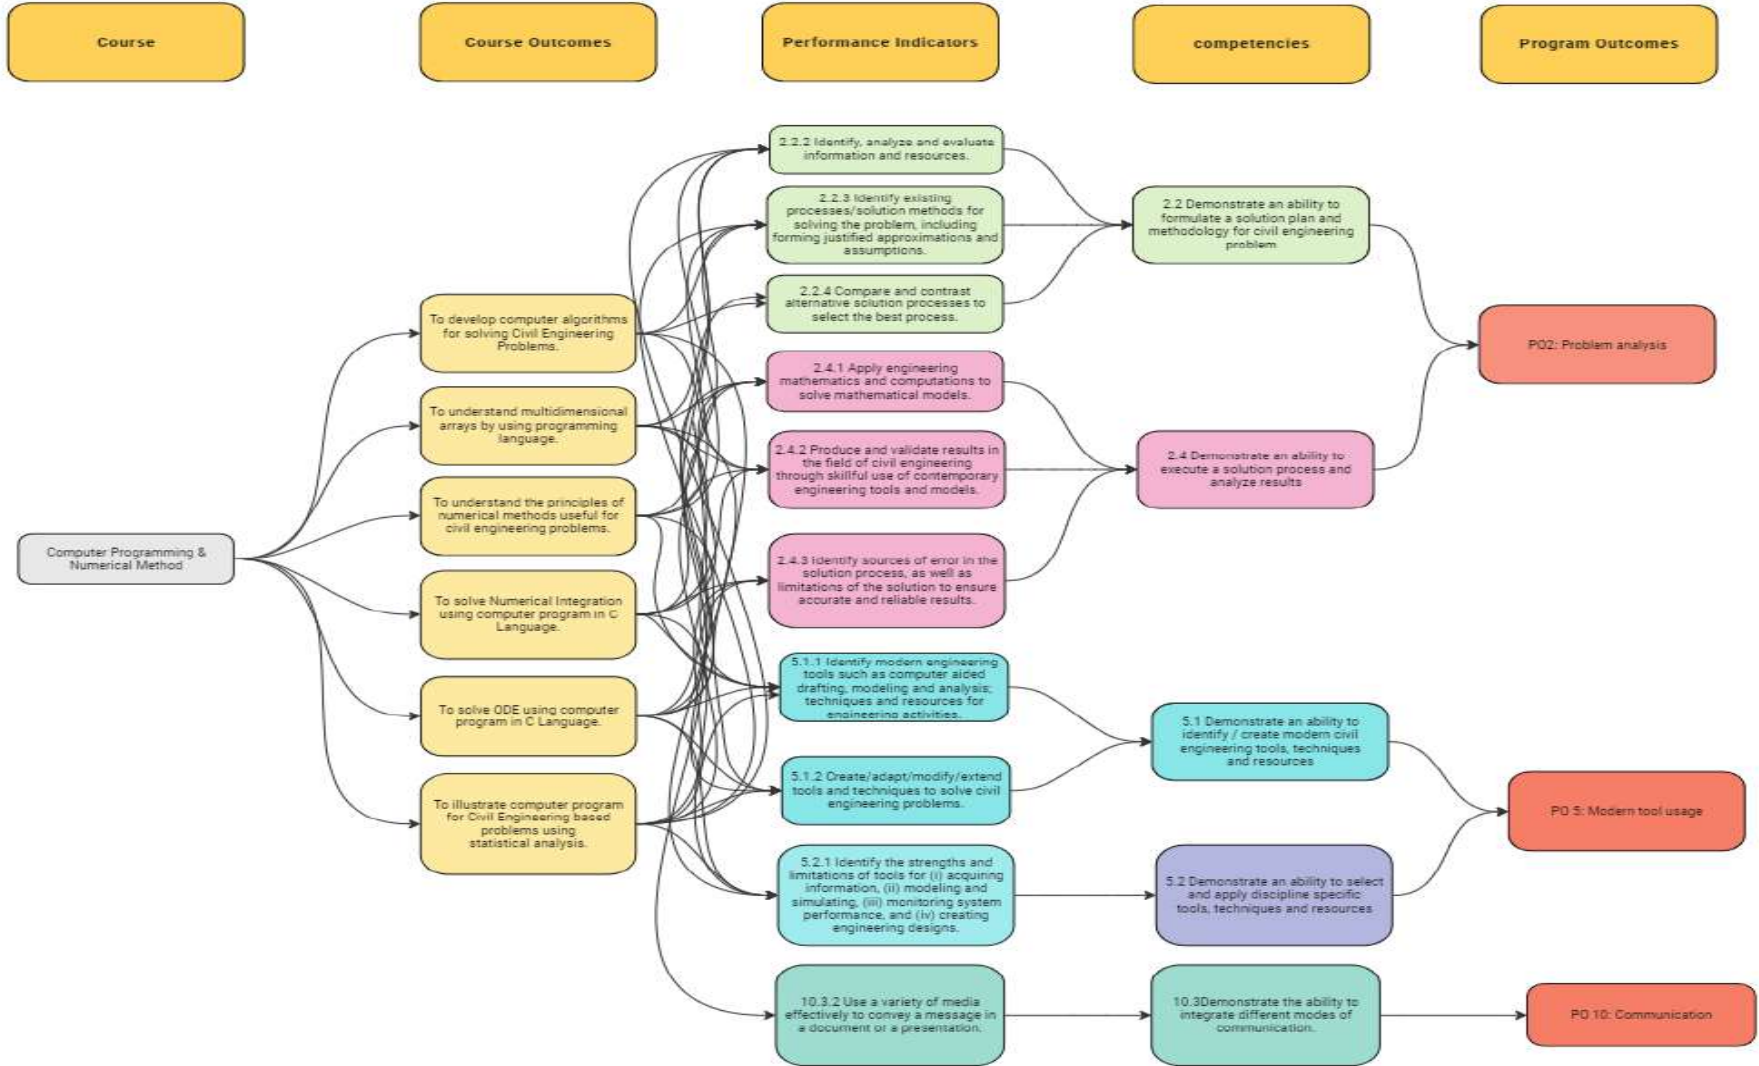 Course
Course Outcomes
Performance Indicators
competencies
Program Outcomes
Computer Programming &
Numerical Method
To develop computer algorithms
for solving Civil Engineering
Problems.
To understand multidimensional
arrays by using programming
language.
To understand the principles of
numerical methods useful for
civil engineering problems.
To solve Numerical Integration
using computer program in C
Language.
To solve ODE using computer
program in C Language.
To illustrate computer program
for Civil Engineering based
problems using
statistical analysis.
2.2.2 Identify, analyze and evaluate
information and resources.
2.2.3 Identify existing
processes/solution methods for
solving the problem, including
forming justified approximations and
assumptions.
2.2.4 Compare and contrast
alternative solution processes to
select the best process.
2.4.1 Apply engineering
mathematics and computations to
solve mathematical models.
2.4.2 Produce and validate results in
the field of civil engineering
through skillful use of contemporary
engineering tools and models.
2.4.3 Identify sources of error in the
solution process, as well as
limitations of the solution to ensure
accurate and reliable results.
5.1.1 Identify modern engineering
tools such as computer aided
drafting, modeling and analysis;
techniques and resources for
engineering activities.
5.1.2 Create/adapt/modify/extend
tools and techniques to solve civil
engineering problems.
5.2.1 Identify the strengths and
limitations of tools for (i) acquiring
information, (ii) modeling and
simulating, (iii) monitoring system
performance, and (iv) creating
engineering designs.
10.3.2 Use a variety of media
effectively to convey a message in
a document or a presentation.
2.2 Demonstrate an ability to
formulate a solution plan and
methodology for civil engineering
problem
2.4 Demonstrate an ability to
execute a solution process and
analyze results
5.1 Demonstrate an ability to
identify / create modern civil
engineering tools, techniques
and resources
5.2 Demonstrate an ability to select
and apply discipline specific
tools, techniques and resources
10.3Demonstrate the ability to
integrate different modes of
communication.
PO2: Problem analysis
PO 5: Modern tool usage
PO 10: Communication